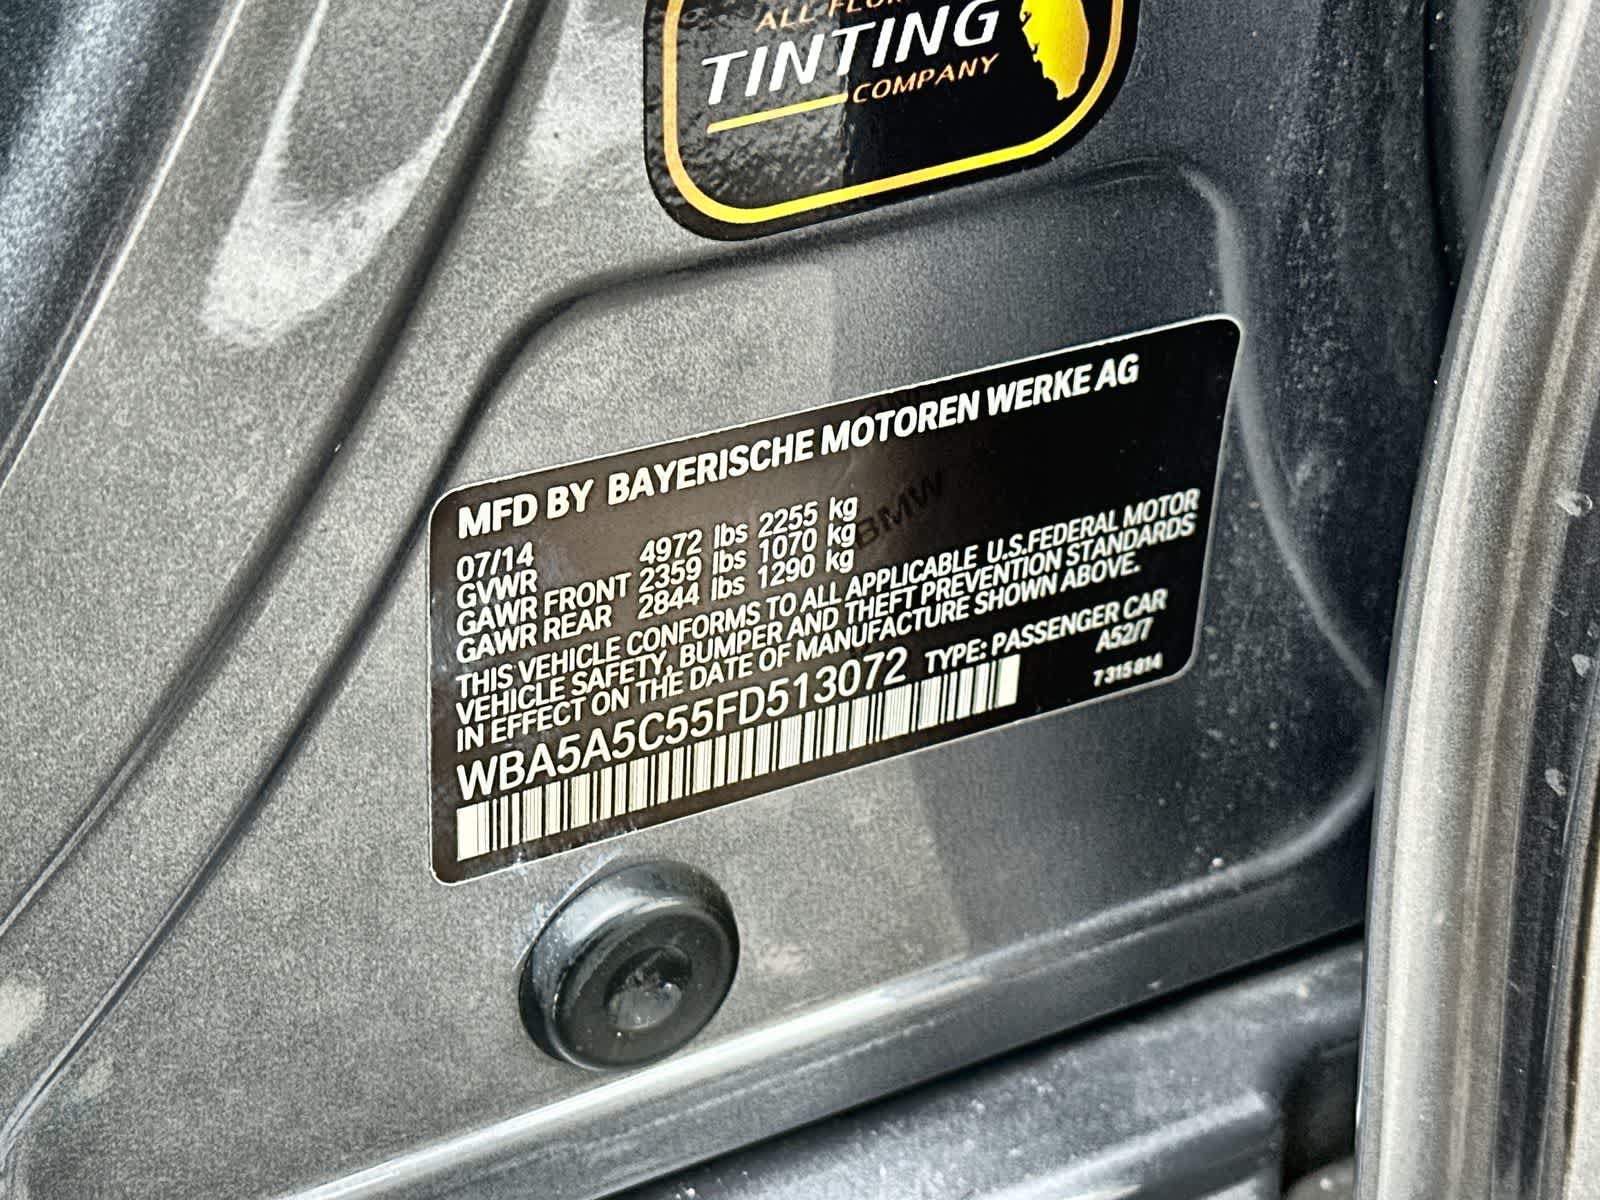 ALL
TINTING
COMPANY
MFD BY BAYERISCHE MOTOREN WERKE AG
07/14
GVWR 4972 lbs 2255 kg
GAWR FRONT 2359 lbs 1070 kg
GAWR REAR 2844 lbs 1290 kg
BMW
THIS VEHICLE CONFORMS TO ALL APPLICABLE U.S.FEDERAL MOTOR
VEHICLE SAFETY, BUMPER AND THEFT PREVENTION STANDARDS
IN EFFECT ON THE DATE OF MANUFACTURE SHOWN ABOVE.
WBA5A5C55FD513072 TYPE: PASSENGER CAR
A52/7
7 315 814